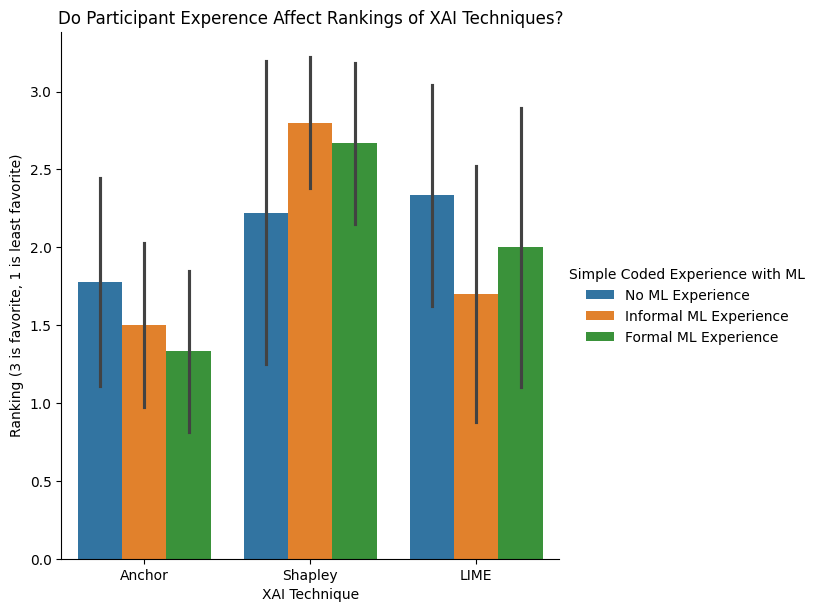 Do Participant Experence Affect Rankings of XAI Techniques?
Ranking (3 is favorite, 1 is least favorite)
3.0
2.5
2.0
1.5
1.0
0.5
0.0
Anchor
Shapley
LIME
XAI Technique
Simple Coded Experience with ML
No ML Experience
Informal ML Experience
Formal ML Experience